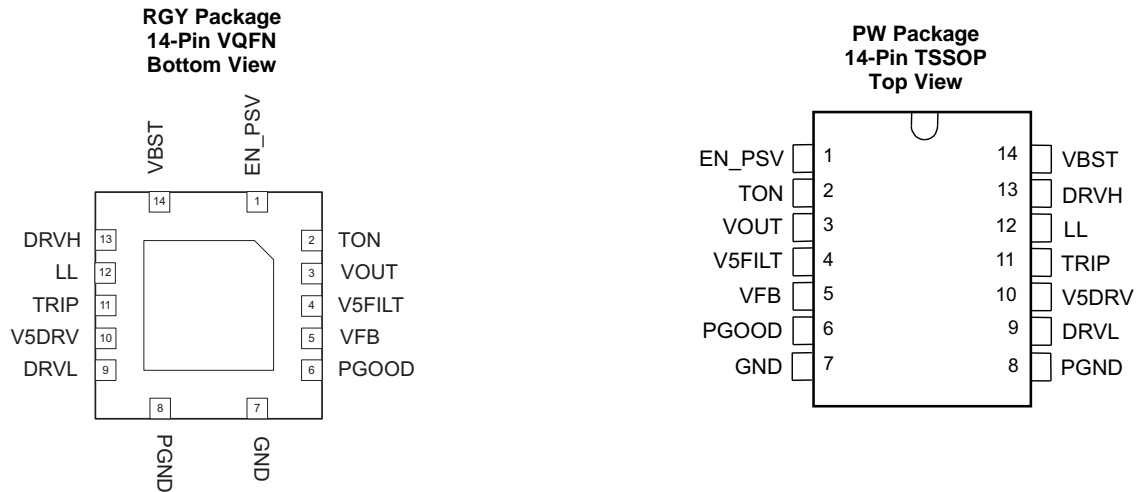 RGY Package
14-Pin VQFN
Bottom View
VBST
EN_PSV
14
1
DRVH 13
2 TON
LL 12
3 VOUT
TRIP 11
4 V5FILT
V5DRV 10
5 VFB
DRVL 9
6 PGOOD
8
7
PGND
GND
PW Package
14-Pin TSSOP
Top View
EN_PSV 1
14 VBST
TON 2
13 DRVH
VOUT 3
12 LL
V5FILT 4
11 TRIP
VFB 5
10 V5DRV
PGOOD 6
9 DRVL
GND 7
8 PGND